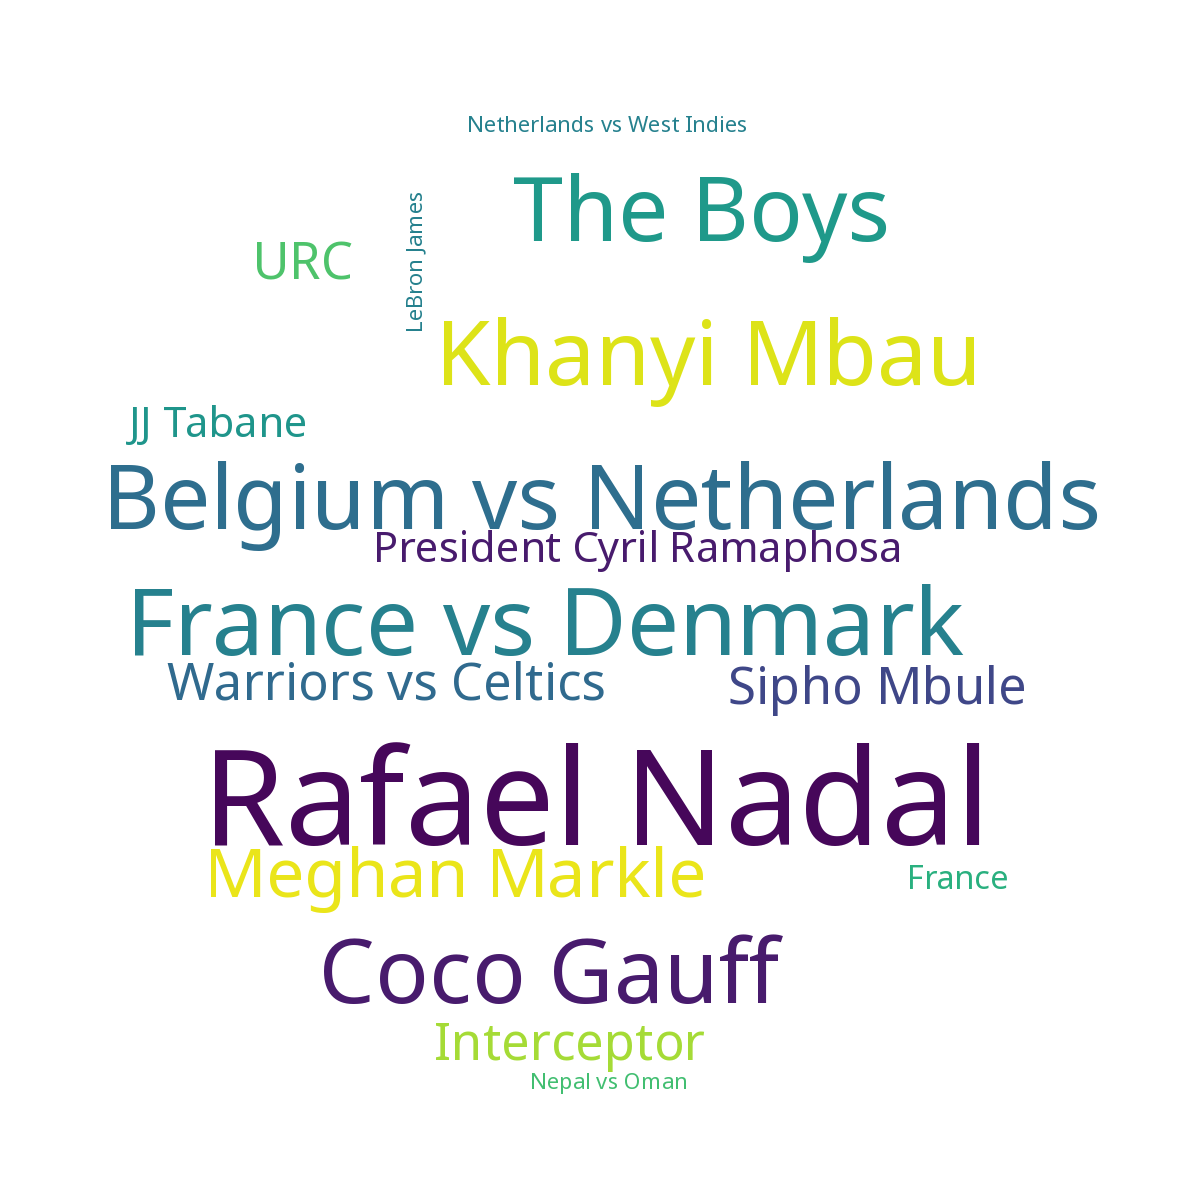 Netherlands vs West Indies
The Boys
LeBron James
URC
Khanyi Mbau
JJ Tabane
Belgium vs Netherlands
President Cyril Ramaphosa
France vs Denmark
Warriors vs Celtics
Sipho Mbule
Rafael Nadal
Meghan Markle
France
Coco Gauff
Interceptor
Nepal vs Oman